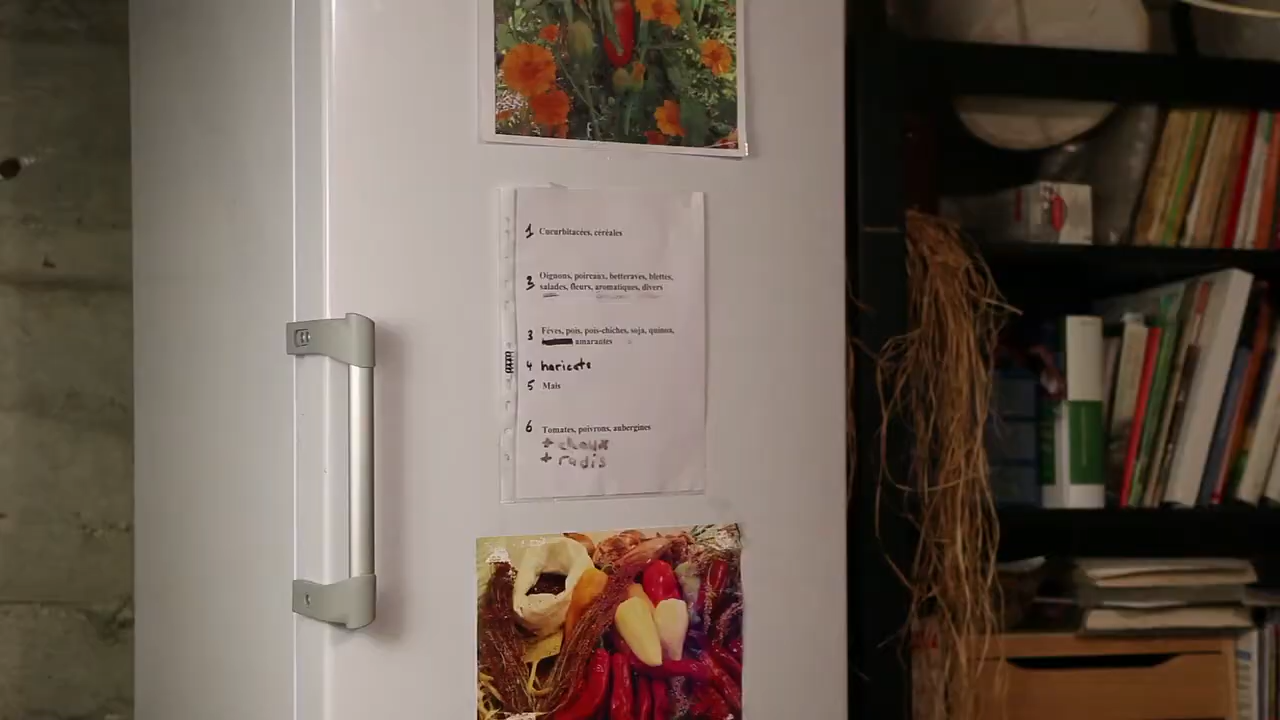 1 Cucurbitacées, céréales
3 Oignons, poireaux, betteraves, blettes,
salades, fleurs, aromatiques, divers
3 Fèves, pois, pois-chiches, soja, quinoa,
amarantes
4 haricots
5 Maïs
6 Tomates, poivrons, aubergines
+ choux
+ radis